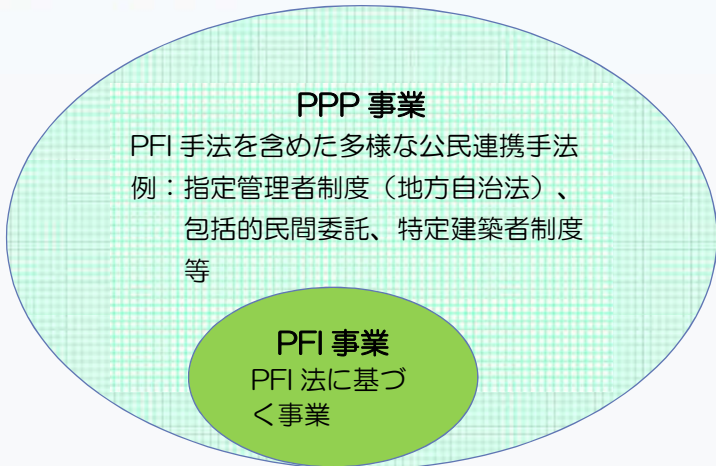 PPP 事業
PFI 手法を含めた多様な公民連携手法
例：指定管理者制度（地方自治法）、
包括的民間委託、特定建築者制度
等
PFI 事業
PFI 法に基づ
く事業